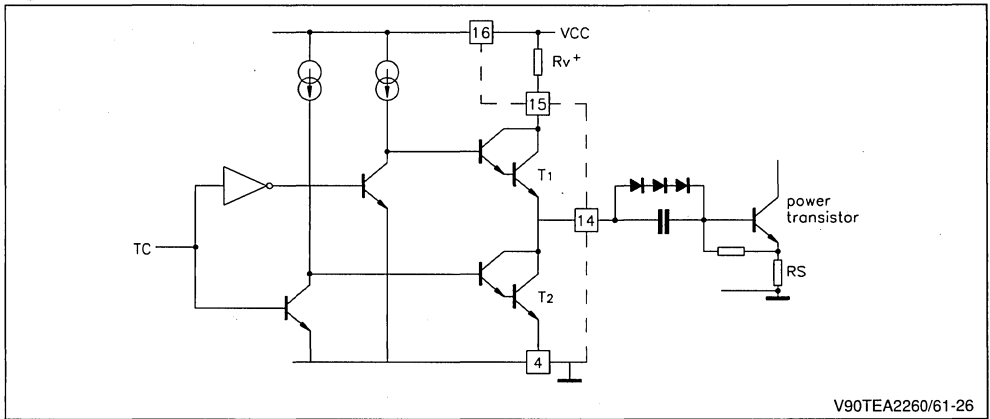 16
VCC
Rv+
15
T1
14
power
transistor
TC
RS
T2
4
V90TEA2260/61-26